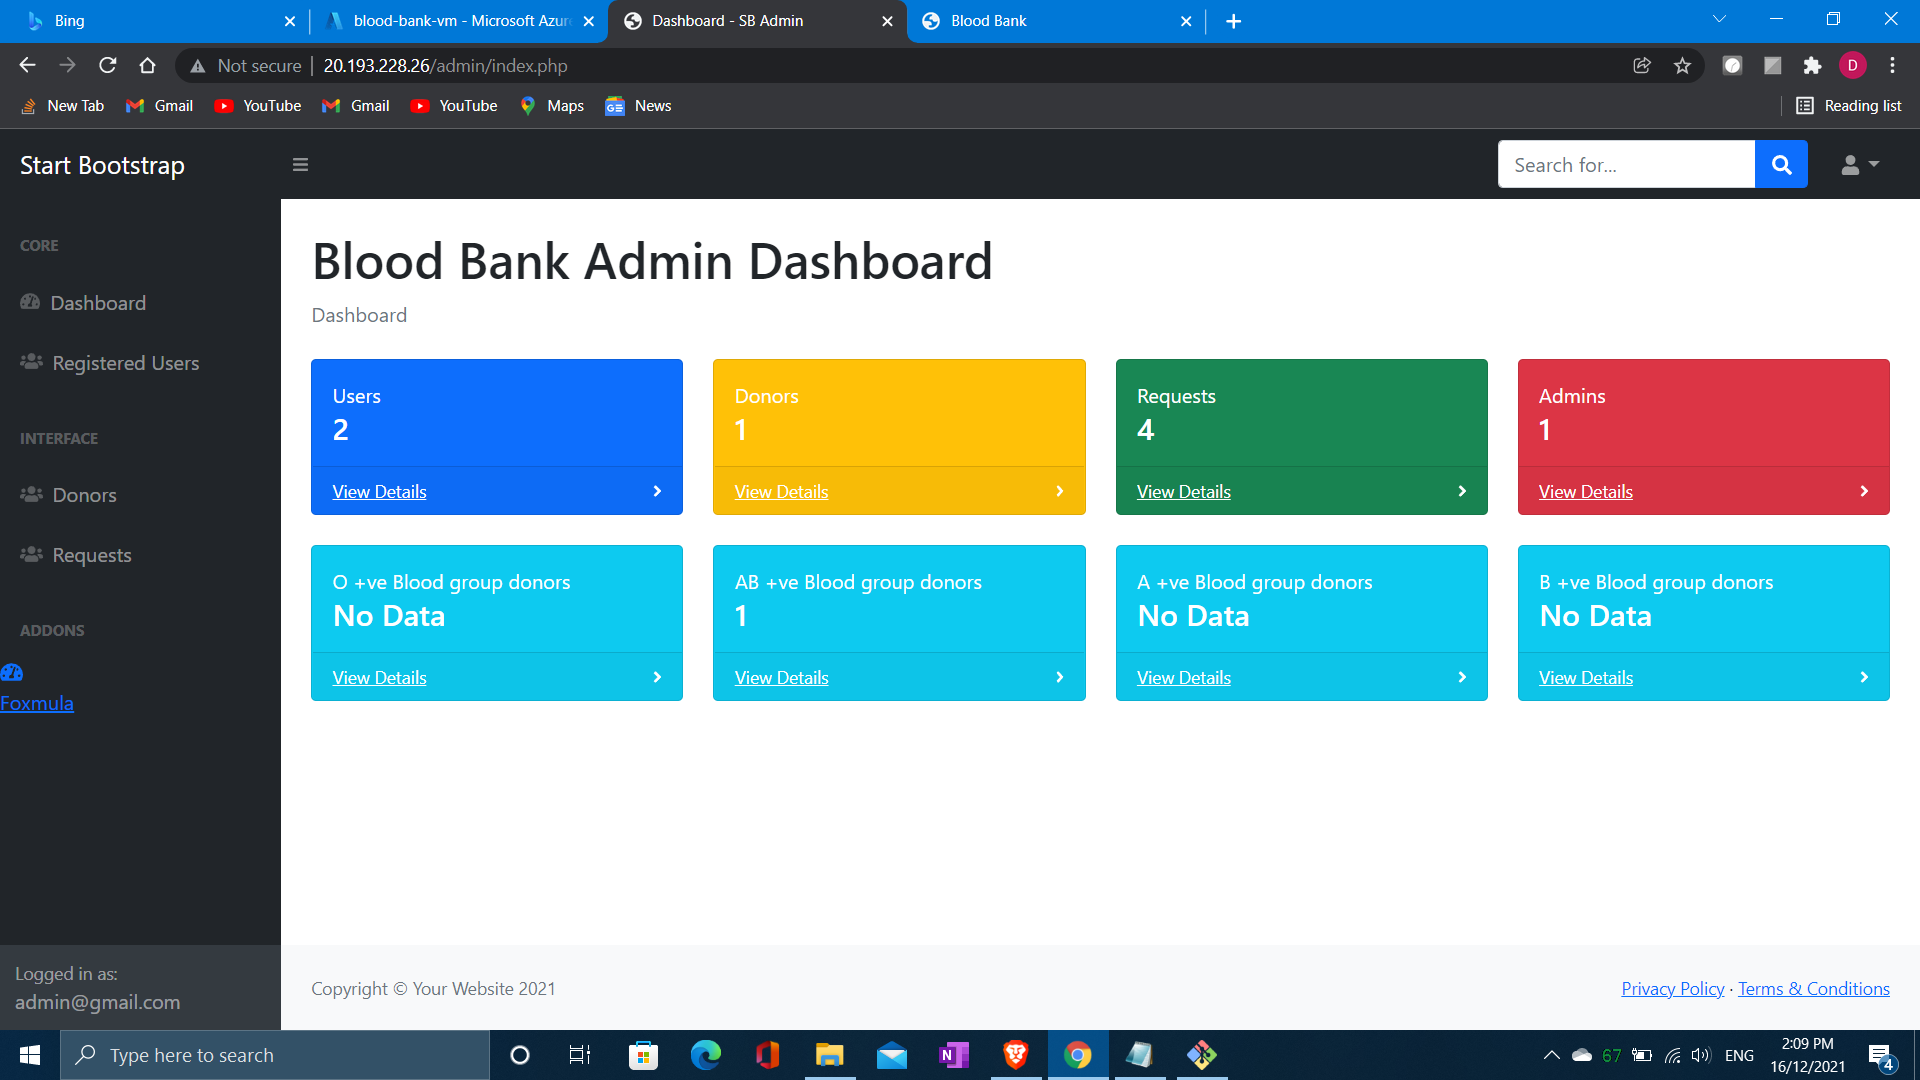 Bing
blood-bank-vm - Microsoft Azur
Dashboard - SB Admin
Blood Bank
Not secure
20.193.228.26/admin/index.php
D
New Tab
Gmail
YouTube
Gmail
YouTube
Maps
News
Reading list
Start Bootstrap
Search for...
CORE
Dashboard
Registered Users
INTERFACE
Donors
Requests
ADDONS
Foxmula
Logged in as:
admin@gmail.com
Blood Bank Admin Dashboard
Dashboard
Users
2
View Details
Donors
1
View Details
Requests
4
View Details
Admins
1
View Details
O +ve Blood group donors
No Data
View Details
AB +ve Blood group donors
1
View Details
A +ve Blood group donors
No Data
View Details
B +ve Blood group donors
No Data
View Details
Copyright © Your Website 2021
Privacy Policy · Terms & Conditions
Type here to search
67
ENG
2:09 PM
16/12/2021
4